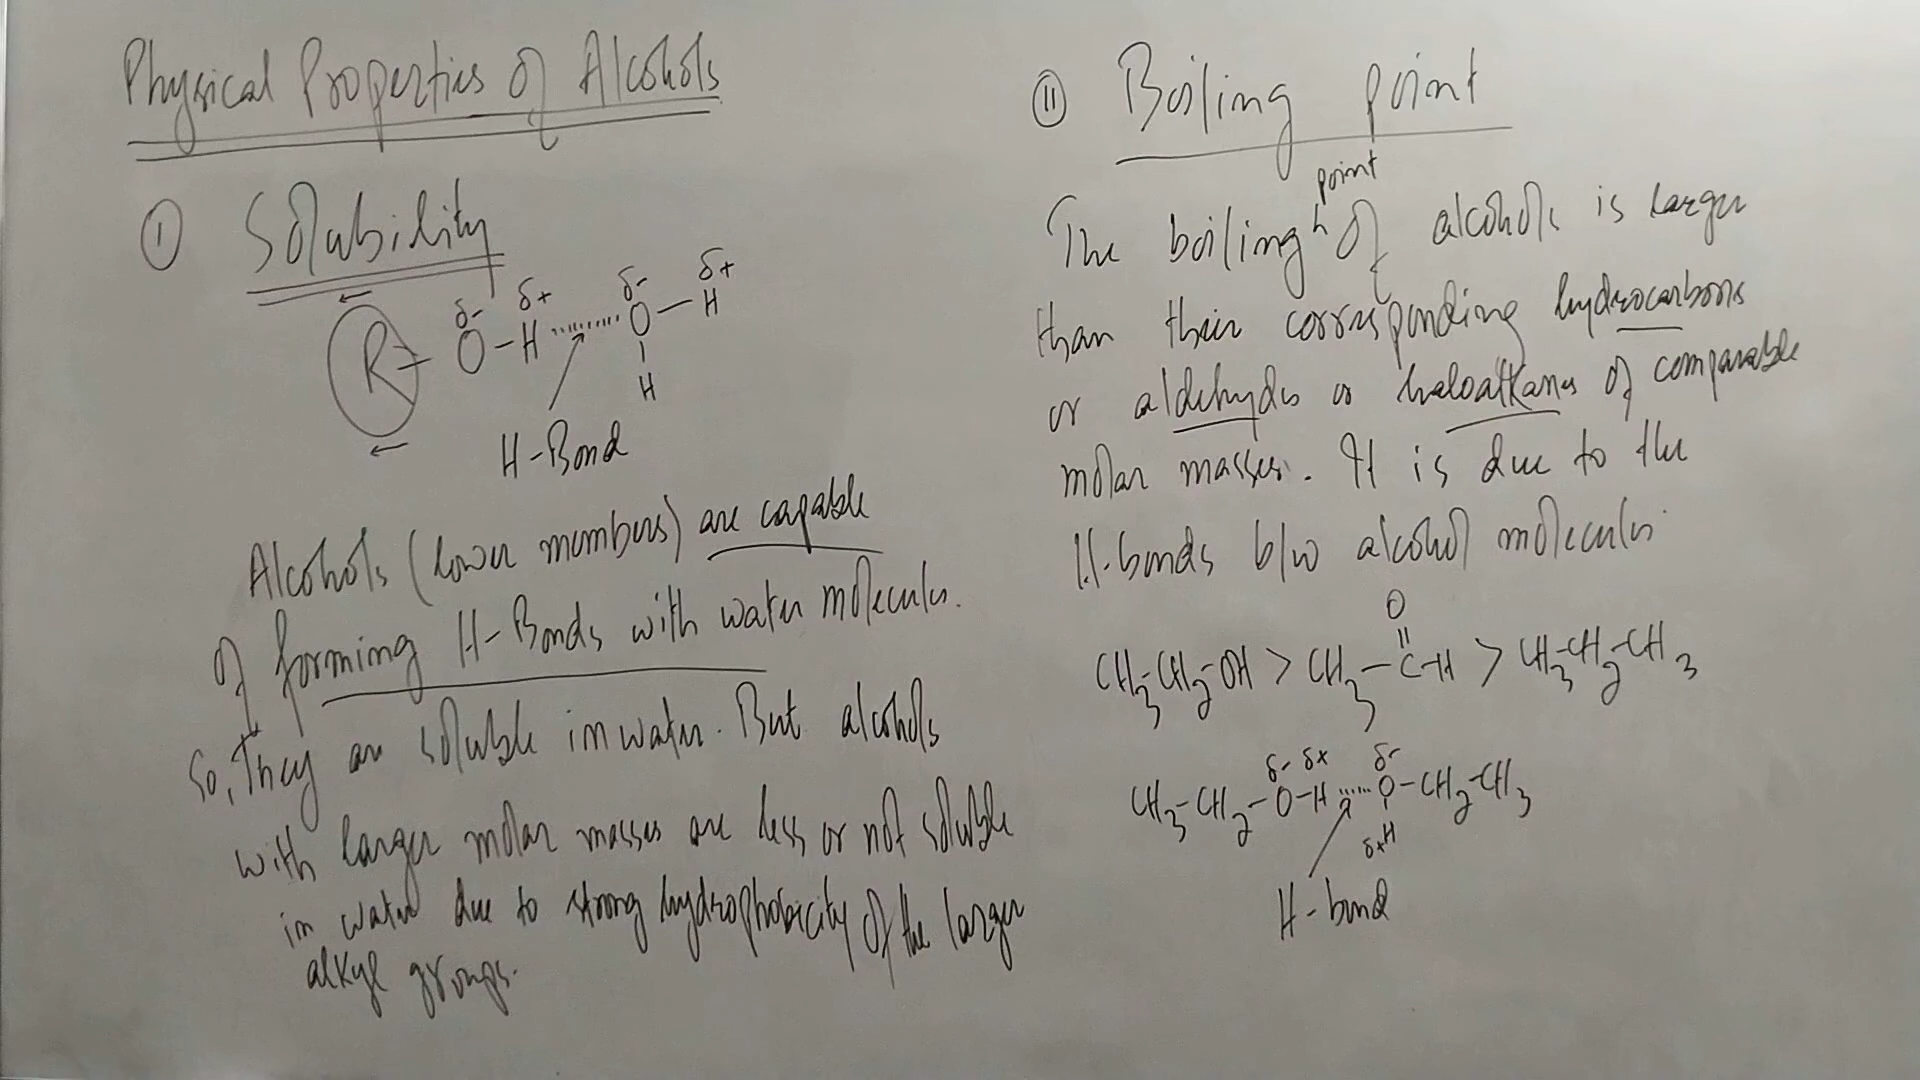 Physical Properties of Alcohols
① Solubility
R-O-H.........O-H
δ- δ+ δ- δ+
H
H-Bond
Alcohols (lower members) are capable
of forming H-Bonds with water molecules.
So, They are soluble in water. But alcohols
with larger molar masses are less or not soluble
in water due to strong hydrophobicity of the larger
alkyl groups.
② Boiling point
The boiling point of alcohols is larger
than their corresponding hydrocarbons
or aldehydes or haloalkanes of comparable
molar masses. It is due to the
H-bonds b/w alcohol molecules.
O
CH3-CH2-OH > CH3-C-H > CH3-CH2-CH3
δ- δ+ δ-
CH3-CH2-O-H.....O-CH2-CH3
δ+H
H-bond